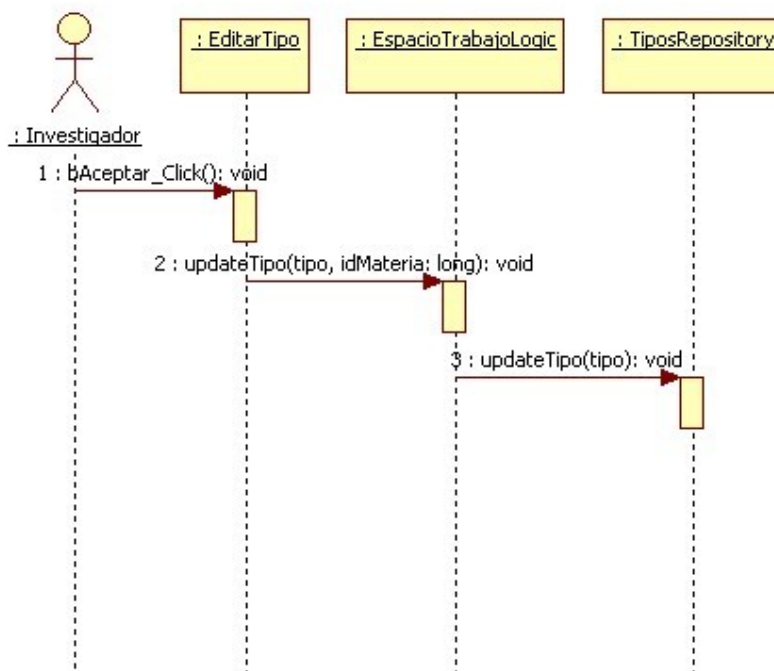 : EditarTipo
: EspacioTrabajoLogic
: TiposRepository
: Investigador
1 : bAceptar_Click(): void
2 : updateTipo(tipo, idMateria: long): void
3 : updateTipo(tipo): void